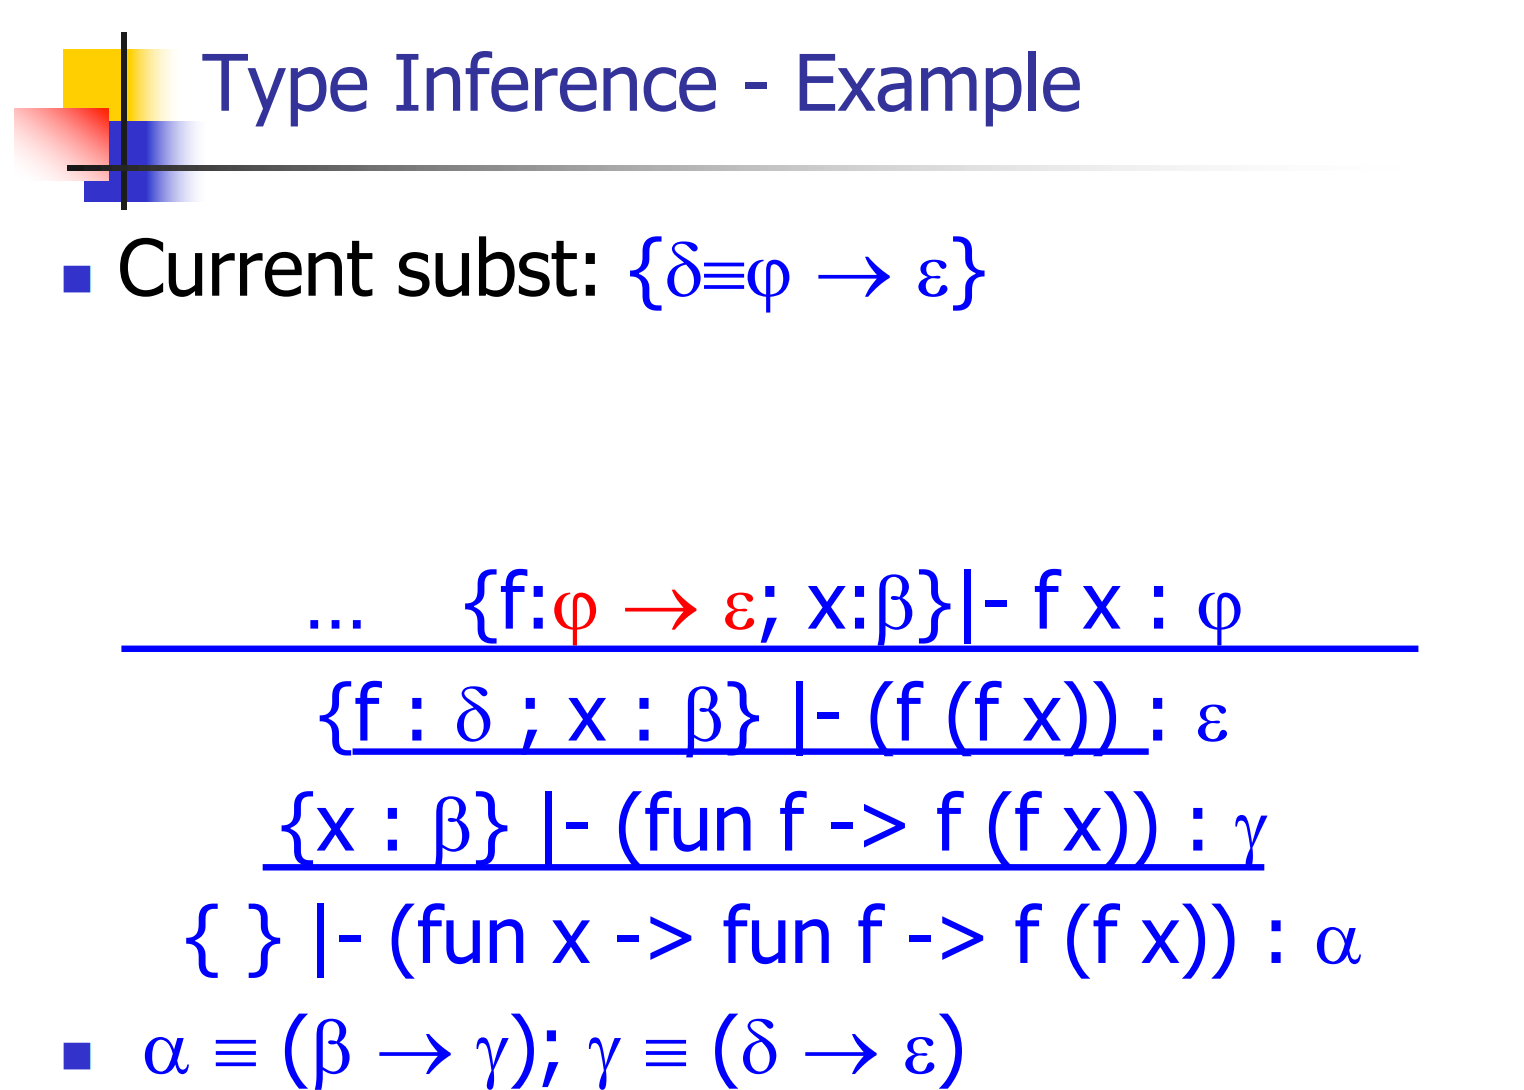 Type Inference - Example
Current subst: {δ≡φ → ε}
… {f:φ → ε; x:β}|- f x : φ
{f : δ ; x : β} |- (f (f x)) : ε
{x : β} |- (fun f -> f (f x)) : γ
{ } |- (fun x -> fun f -> f (f x)) : α
α ≡ (β → γ); γ ≡ (δ → ε)